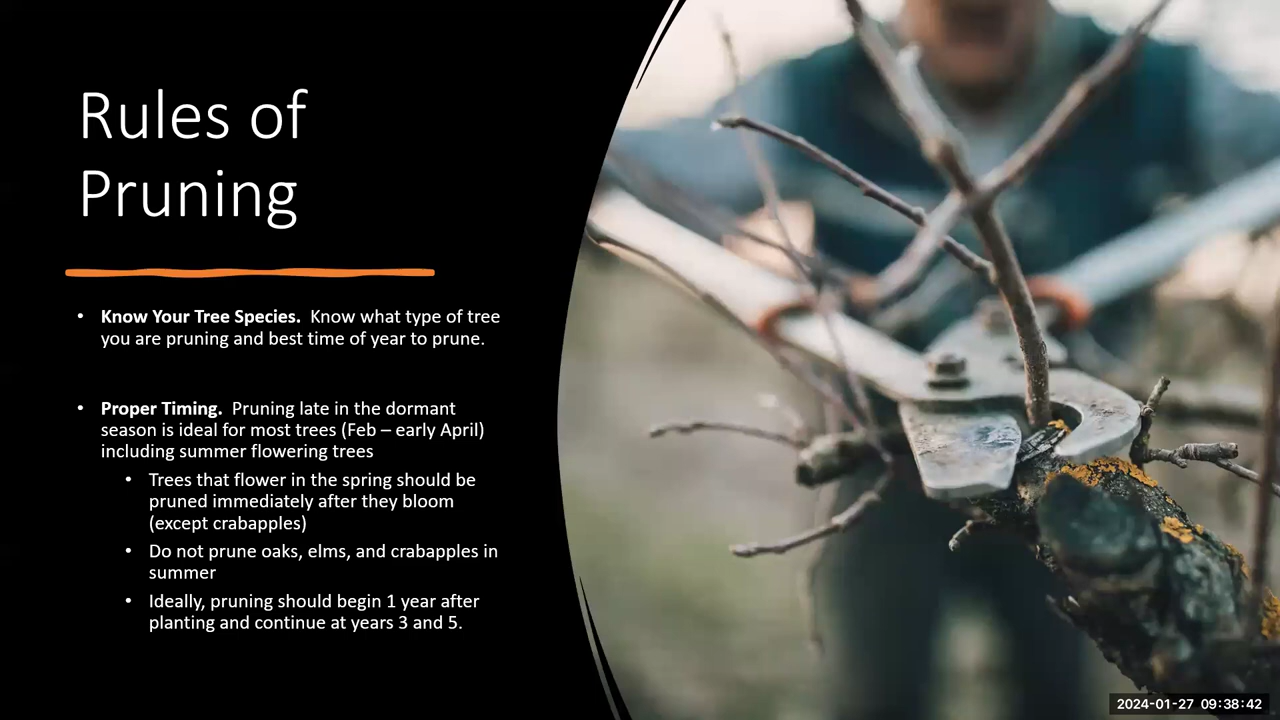 Rules of
Pruning
• Know Your Tree Species.  Know what type of tree
you are pruning and best time of year to prune.
• Proper Timing.  Pruning late in the dormant
season is ideal for most trees (Feb – early April)
including summer flowering trees
• Trees that flower in the spring should be
pruned immediately after they bloom
(except crabapples)
• Do not prune oaks, elms, and crabapples in
summer
• Ideally, pruning should begin 1 year after
planting and continue at years 3 and 5.
2024-01-27 09:38:42